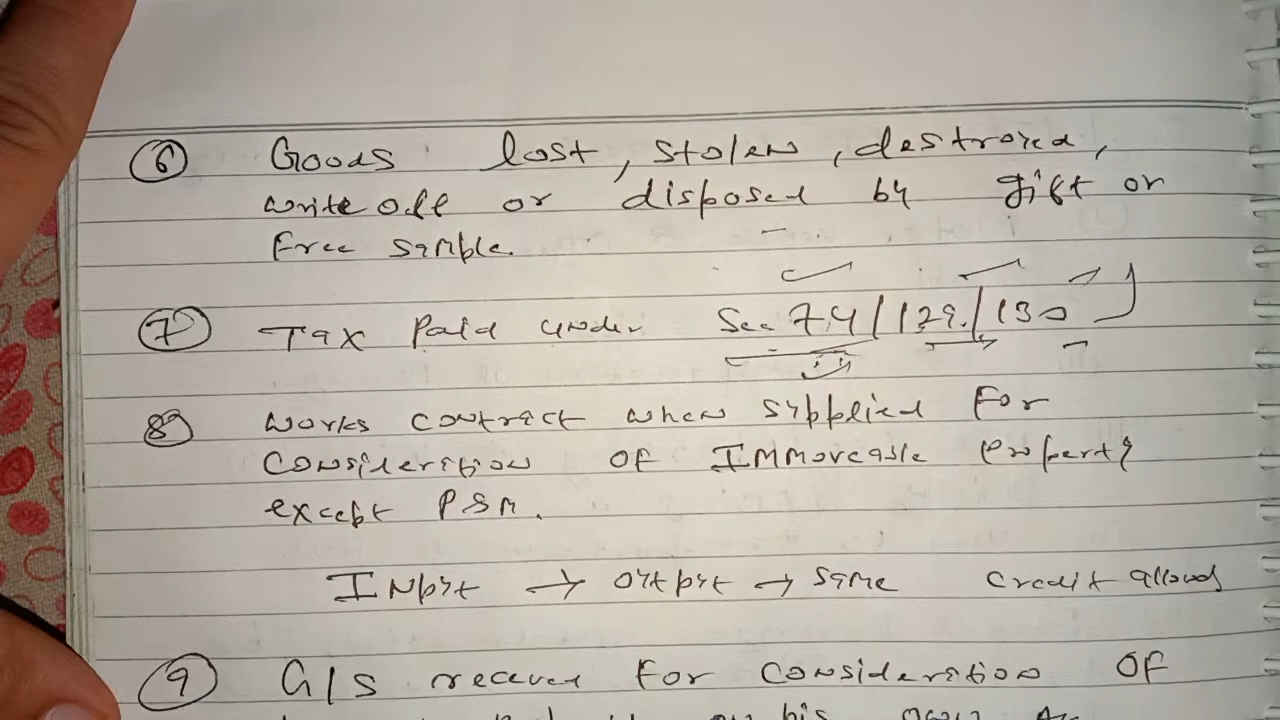 6 Goods lost, stolen, destroyed,
write off or disposed by gift or
free sample.
7 Tax Paid under Sec 74/129/130
8 Works contract when supplied for
consideration of Immoveable Property
except P&M.
Input → output → same credit allowed
9 G/S received for consideration of
his own